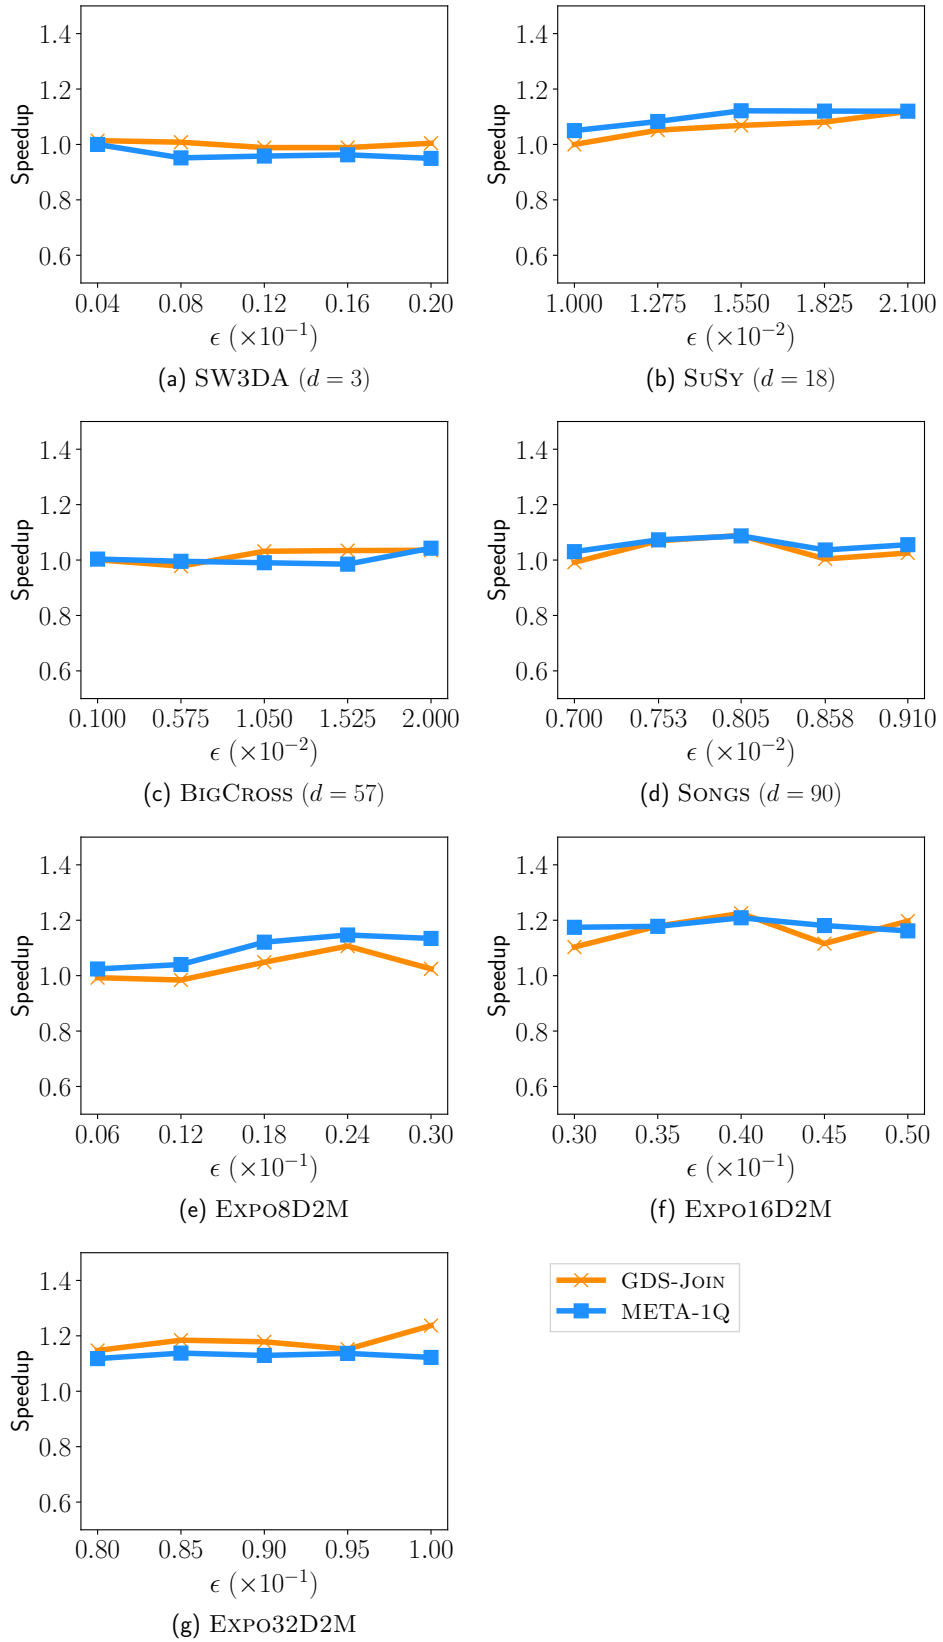 1.4
1.2
1.0
0.8
0.6
Speedup
0.04 0.08 0.12 0.16 0.20
ϵ (×10⁻¹)
(a) SW3DA (d = 3)
1.4
1.2
1.0
0.8
0.6
Speedup
1.000 1.275 1.550 1.825 2.100
ϵ (×10⁻²)
(b) SUSY (d = 18)
1.4
1.2
1.0
0.8
0.6
Speedup
0.100 0.575 1.050 1.525 2.000
ϵ (×10⁻²)
(c) BIGCROSS (d = 57)
1.4
1.2
1.0
0.8
0.6
Speedup
0.700 0.753 0.805 0.858 0.910
ϵ (×10⁻²)
(d) SONGS (d = 90)
1.4
1.2
1.0
0.8
0.6
Speedup
0.06 0.12 0.18 0.24 0.30
ϵ (×10⁻¹)
(e) EXPO8D2M
1.4
1.2
1.0
0.8
0.6
Speedup
0.30 0.35 0.40 0.45 0.50
ϵ (×10⁻¹)
(f) EXPO16D2M
1.4
1.2
1.0
0.8
0.6
Speedup
0.80 0.85 0.90 0.95 1.00
ϵ (×10⁻¹)
(g) EXPO32D2M
GDS-JOIN
META-1Q